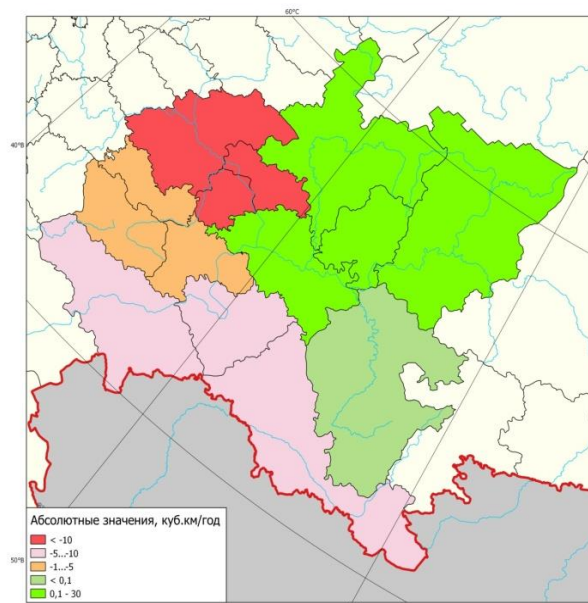 60°С
40°В
Абсолютные значения, куб.км/год
< -10
-5...-10
-1...-5
< 0,1
0,1 - 30
50°В